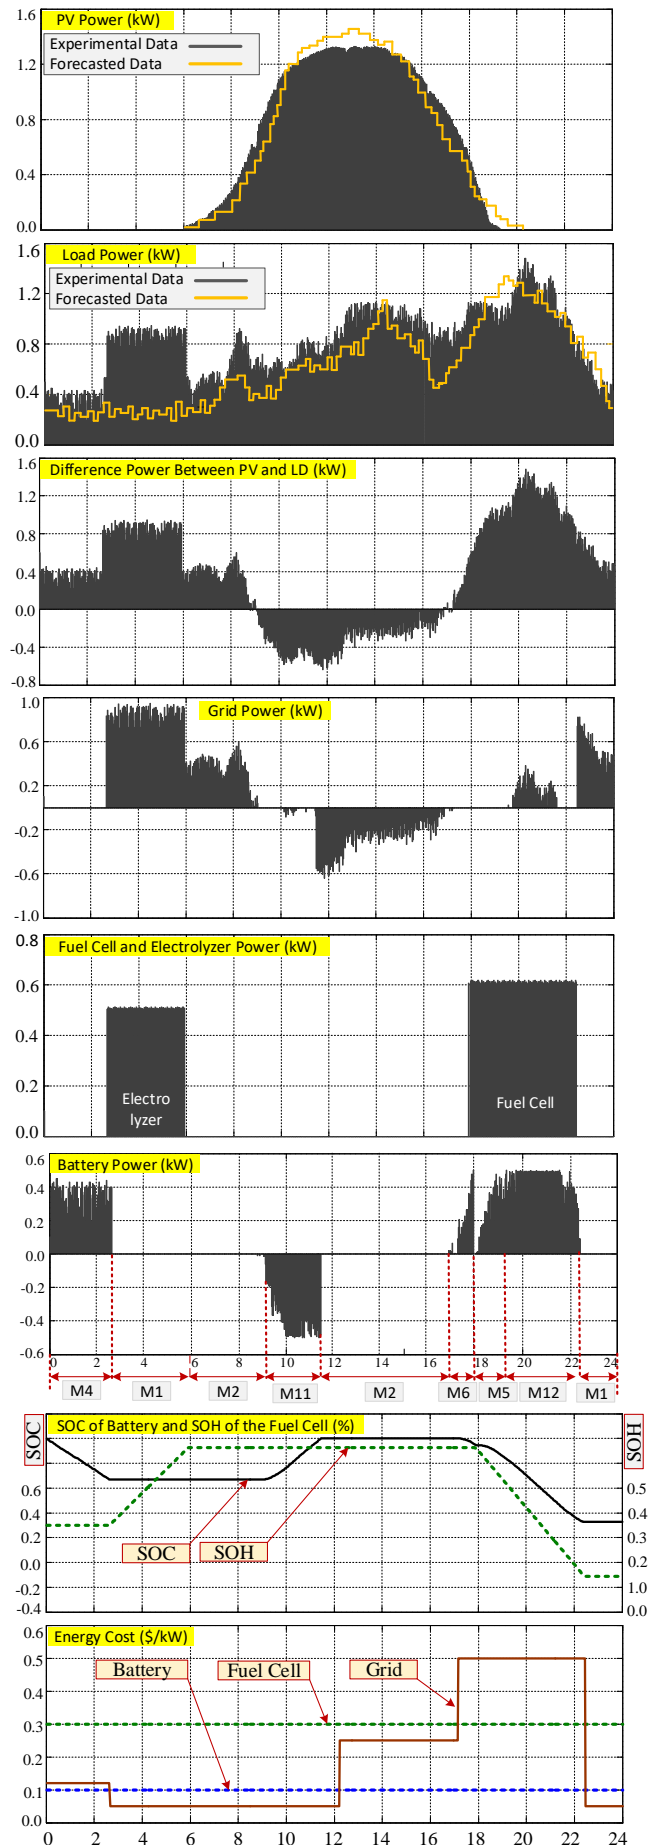 PV Power (kW)
Experimental Data
Forecasted Data
1.6
1.2
0.8
0.4
0.0
Load Power (kW)
Experimental Data
Forecasted Data
1.6
1.2
0.8
0.4
0.0
Difference Power Between PV and LD (kW)
1.6
1.2
0.8
0.4
0.0
-0.4
-0.8
Grid Power (kW)
1.0
0.6
0.2
-0.2
-0.6
-1.0
Fuel Cell and Electrolyzer Power (kW)
0.8
0.6
0.4
0.2
0.0
Electro
lyzer
Fuel Cell
Battery Power (kW)
0.6
0.4
0.2
0.0
-0.2
-0.4
-0.6
0 2 4 6 8 10 12 14 16 18 20 22 24
M4 M1 M2 M11 M2 M6 M5 M12 M1
SOC of Battery and SOH of the Fuel Cell (%)
SOC
SOH
0.6
0.4
0.2
0.0
-0.2
-0.4
0.5
0.4
0.3
0.2
1.0
0.0
SOC
SOH
Energy Cost ($/kW)
Battery
Fuel Cell
Grid
0.6
0.5
0.4
0.3
0.2
0.1
0.0
0 2 4 6 8 10 12 14 16 18 20 22 24